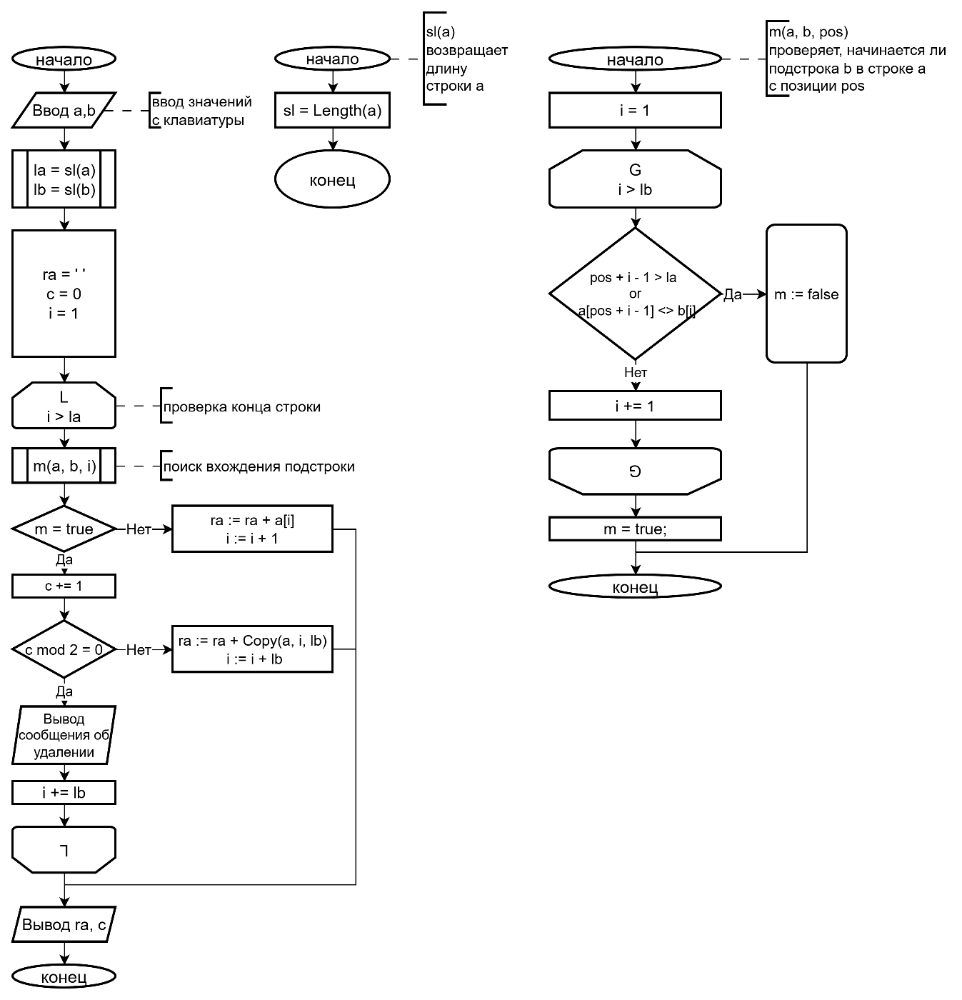 начало
Ввод a,b
ввод значений
с клавиатуры
la = sl(a)
lb = sl(b)
ra = ' '
c = 0
i = 1
L
i > la
проверка конца строки
m(a, b, i)
поиск вхождения подстроки
m = true
Нет
ra := ra + a[i]
i := i + 1
Да
c += 1
c mod 2 = 0
Нет
ra := ra + Copy(a, i, lb)
i := i + lb
Да
Вывод
сообщения об
удалении
i += lb
L
Вывод ra, c
конец
начало
sl(a)
возвращает
длину
строки a
sl = Length(a)
конец
начало
m(a, b, pos)
проверяет, начинается ли
подстрока b в строке a
с позиции pos
i = 1
G
i > lb
pos + i - 1 > la
or
a[pos + i - 1] <> b[i]
Да
m := false
Нет
i += 1
G
m = true;
конец